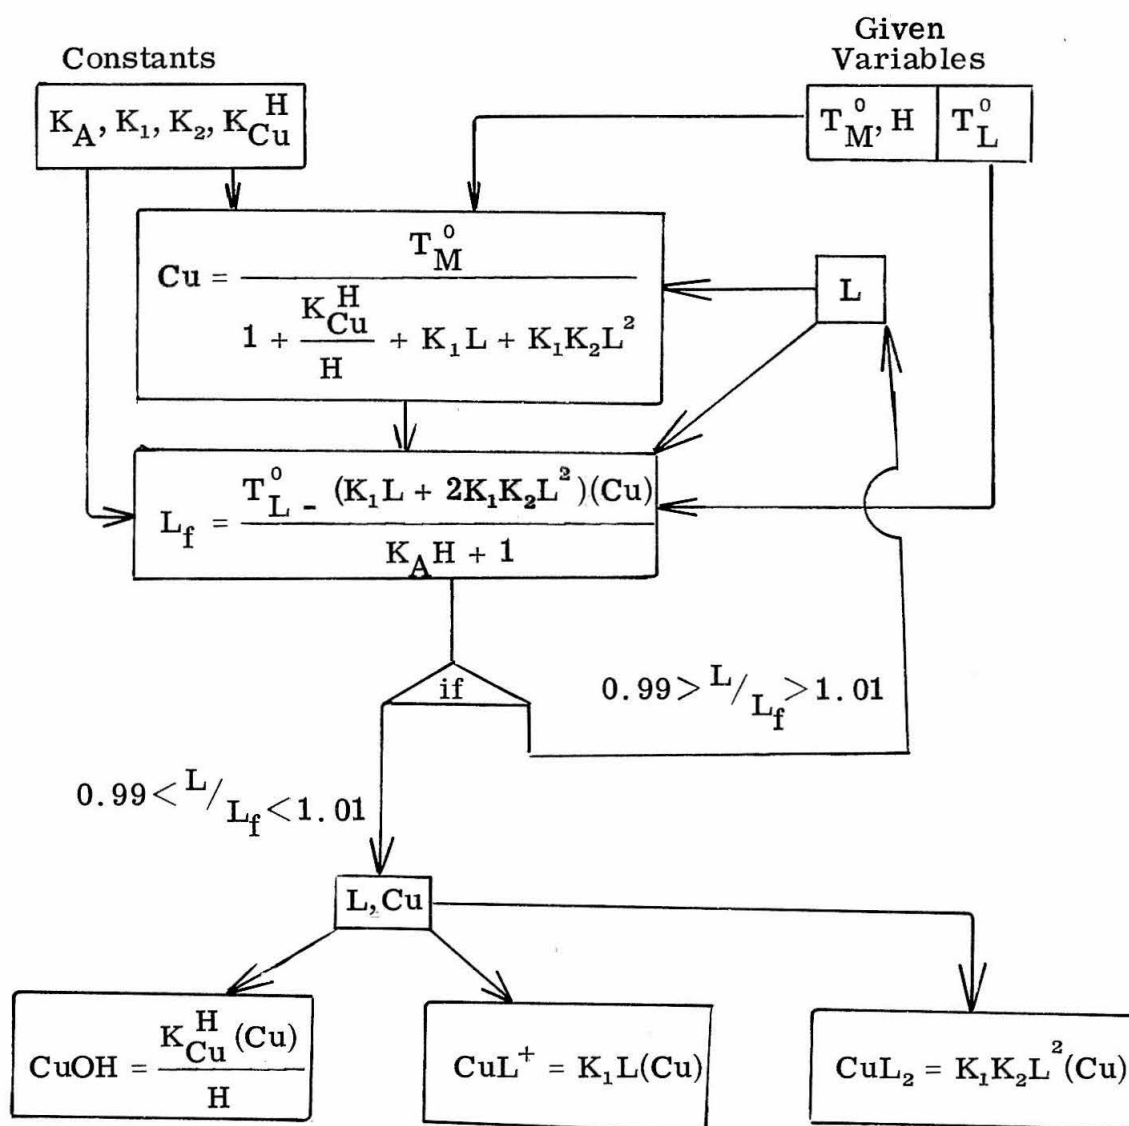 Constants
Given
Variables
K_A, K_1, K_2, K_Cu^H
T_M^0, H
T_L^0
Cu = T_M^0 / (1 + K_Cu^H / H + K_1L + K_1K_2L^2)
L
L_f = (T_L^0 - (K_1L + 2K_1K_2L^2)(Cu)) / (K_AH + 1)
if
0.99 > L/L_f > 1.01
0.99 < L/L_f < 1.01
L, Cu
CuOH = K_Cu^H (Cu) / H
CuL^+ = K_1L(Cu)
CuL_2 = K_1K_2L^2(Cu)